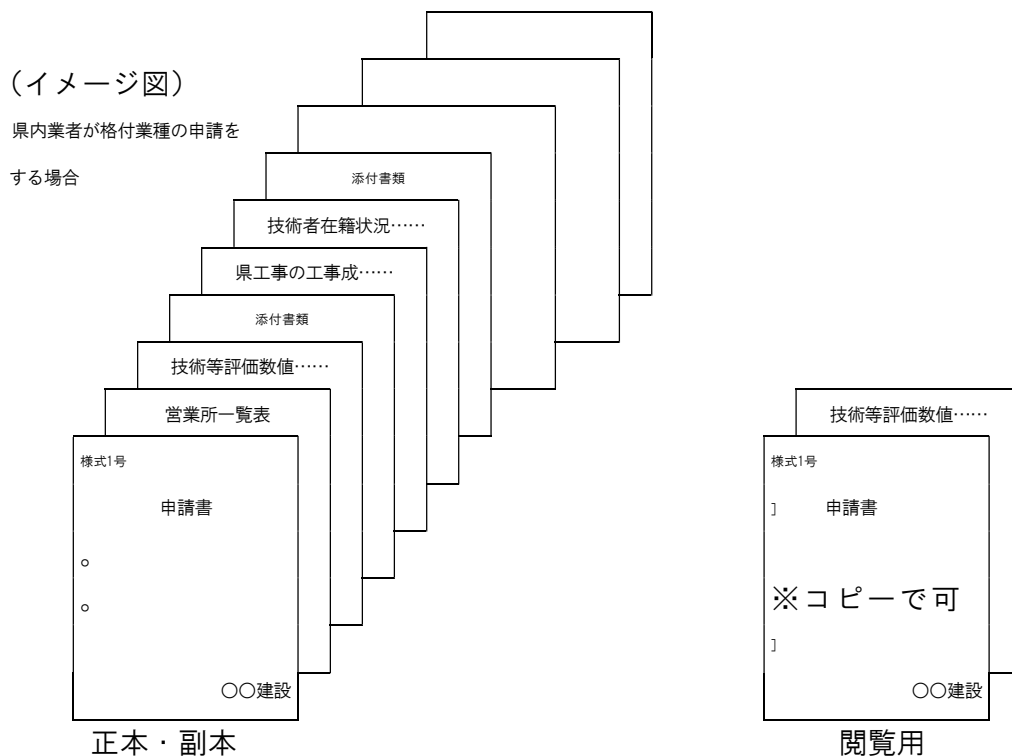 (イメージ図)
県内業者が格付業種の申請を
する場合
添付書類
技術者在籍状況……
県工事の工事成……
添付書類
技術等評価数値……
営業所一覧表
様式1号
申請書
○○建設
正本・副本
技術等評価数値……
様式1号
申請書
※コピーで可
○○建設
閲覧用